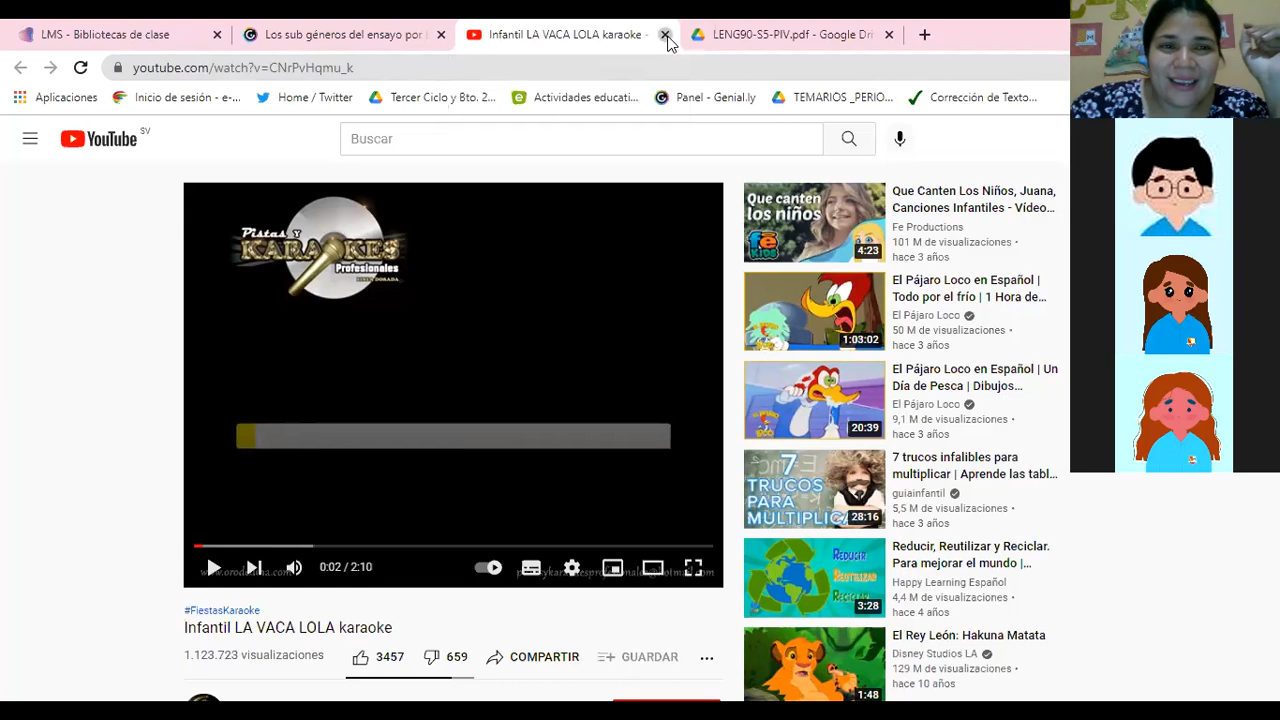 LMS - Bibliotecas de clase
Los sub géneros del ensayo por
Infantil LA VACA LOLA karaoke -
LENG90-S5-PIV.pdf - Google Dri
youtube.com/watch?v=CNrPvHqmu_k
Aplicaciones
Inicio de sesión - e-...
Home / Twitter
Tercer Ciclo y Bto. 2...
Actividades educati...
Panel - Genial.ly
TEMARIOS _PERIO...
Corrección de Texto...
YouTube SV
Buscar
Pistas Y
KARAOKES
Profesionales
0:02 / 2:10
#FiestasKaraoke
Infantil LA VACA LOLA karaoke
1.123.723 visualizaciones
3457
659
COMPARTIR
GUARDAR
Que canten
los niños
fe
KIDS
4:23
Que Canten Los Niños, Juana,
Canciones Infantiles - Vídeo...
Fe Productions
101 M de visualizaciones •
hace 3 años
1:03:02
El Pájaro Loco en Español |
Todo por el frío | 1 Hora de...
El Pájaro Loco
50 M de visualizaciones •
hace 3 años
20:39
El Pájaro Loco en Español | Un
Día de Pesca | Dibujos...
El Pájaro Loco
9,1 M de visualizaciones •
hace 3 años
7
TRUCOS
PARA
MULTIPLICA
28:16
7 trucos infalibles para
multiplicar | Aprende las tabl...
guiainfantil
5,5 M de visualizaciones •
hace 3 años
REDUCIR
REUTILIZAR
RECICLAR
3:28
Reducir, Reutilizar y Reciclar.
Para mejorar el mundo |...
Happy Learning Español
4,4 M de visualizaciones •
hace 4 años
1:48
El Rey León: Hakuna Matata
Disney Studios LA
129 M de visualizaciones •
hace 10 años